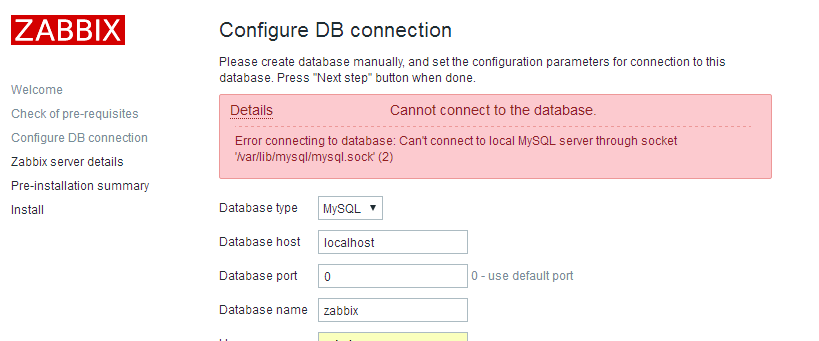 ZABBIX
Welcome
Check of pre-requisites
Configure DB connection
Zabbix server details
Pre-installation summary
Install
Configure DB connection
Please create database manually, and set the configuration parameters for connection to this
database. Press "Next step" button when done.
Details Cannot connect to the database.
Error connecting to database: Can't connect to local MySQL server through socket
'/var/lib/mysql/mysql.sock' (2)
Database type MySQL
Database host localhost
Database port 0 0 - use default port
Database name zabbix